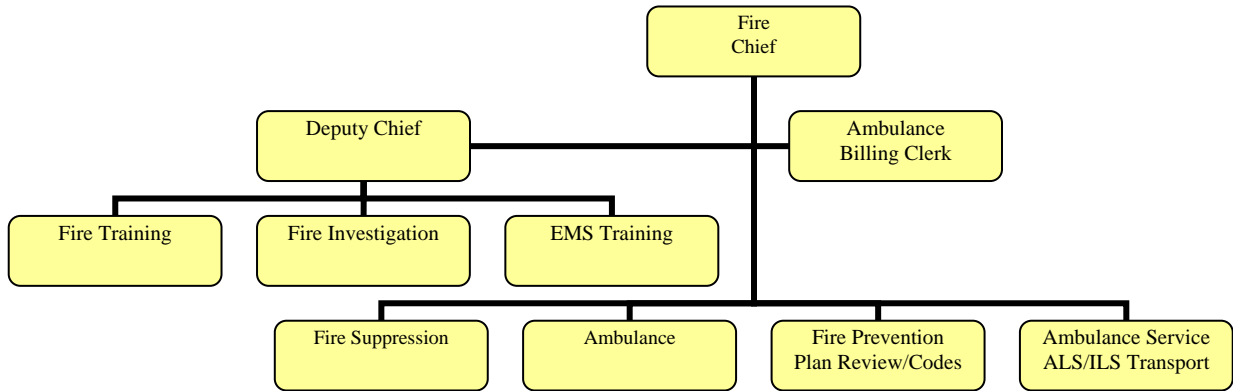 Fire
Chief
Deputy Chief
Ambulance
Billing Clerk
Fire Training
Fire Investigation
EMS Training
Fire Suppression
Ambulance
Fire Prevention
Plan Review/Codes
Ambulance Service
ALS/ILS Transport